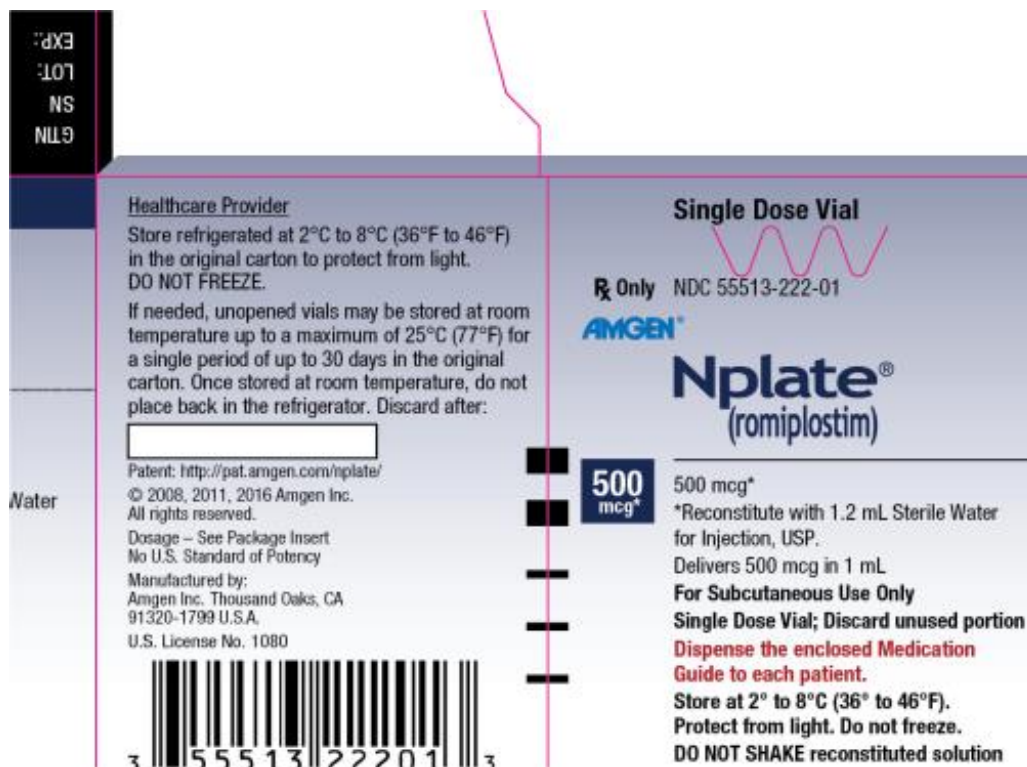 EXP.:
LOT:
SN
GTIN
Water
Healthcare Provider
Store refrigerated at 2°C to 8°C (36°F to 46°F)
in the original carton to protect from light.
DO NOT FREEZE.
If needed, unopened vials may be stored at room
temperature up to a maximum of 25°C (77°F) for
a single period of up to 30 days in the original
carton. Once stored at room temperature, do not
place back in the refrigerator. Discard after:
Patent: http://pat.amgen.com/nplate/
© 2008, 2011, 2016 Amgen Inc.
All rights reserved.
Dosage – See Package Insert
No U.S. Standard of Potency
Manufactured by:
Amgen Inc. Thousand Oaks, CA
91320-1799 U.S.A.
U.S. License No. 1080
3 55513 22201 3
Single Dose Vial
Rx Only NDC 55513-222-01
AMGEN®
Nplate®
(romiplostim)
500
mcg*
500 mcg*
*Reconstitute with 1.2 mL Sterile Water
for Injection, USP.
Delivers 500 mcg in 1 mL
For Subcutaneous Use Only
Single Dose Vial; Discard unused portion
Dispense the enclosed Medication
Guide to each patient.
Store at 2° to 8°C (36° to 46°F).
Protect from light. Do not freeze.
DO NOT SHAKE reconstituted solution